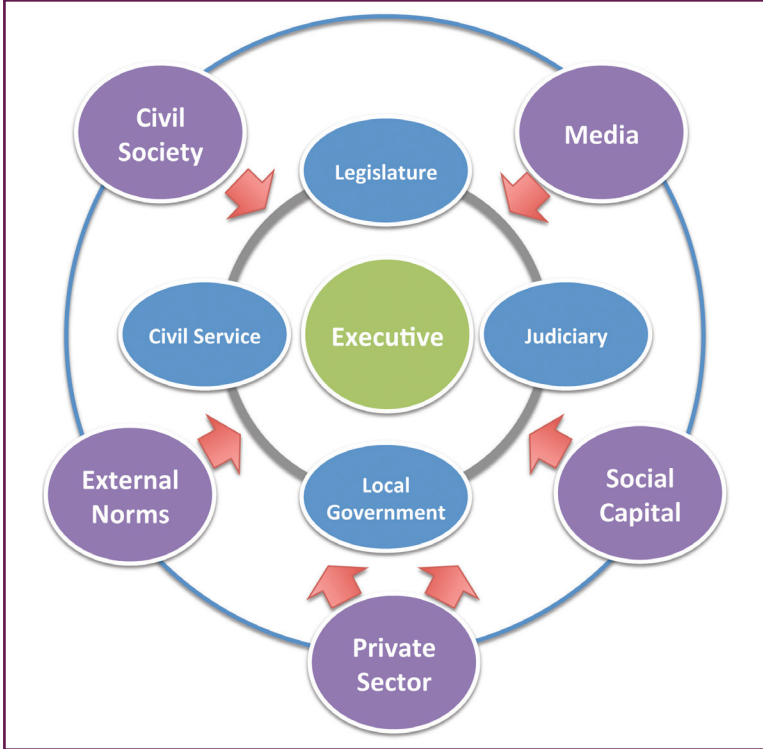 Civil
Society
Media
Legislature
Civil Service
Executive
Judiciary
External
Norms
Local
Government
Social
Capital
Private
Sector